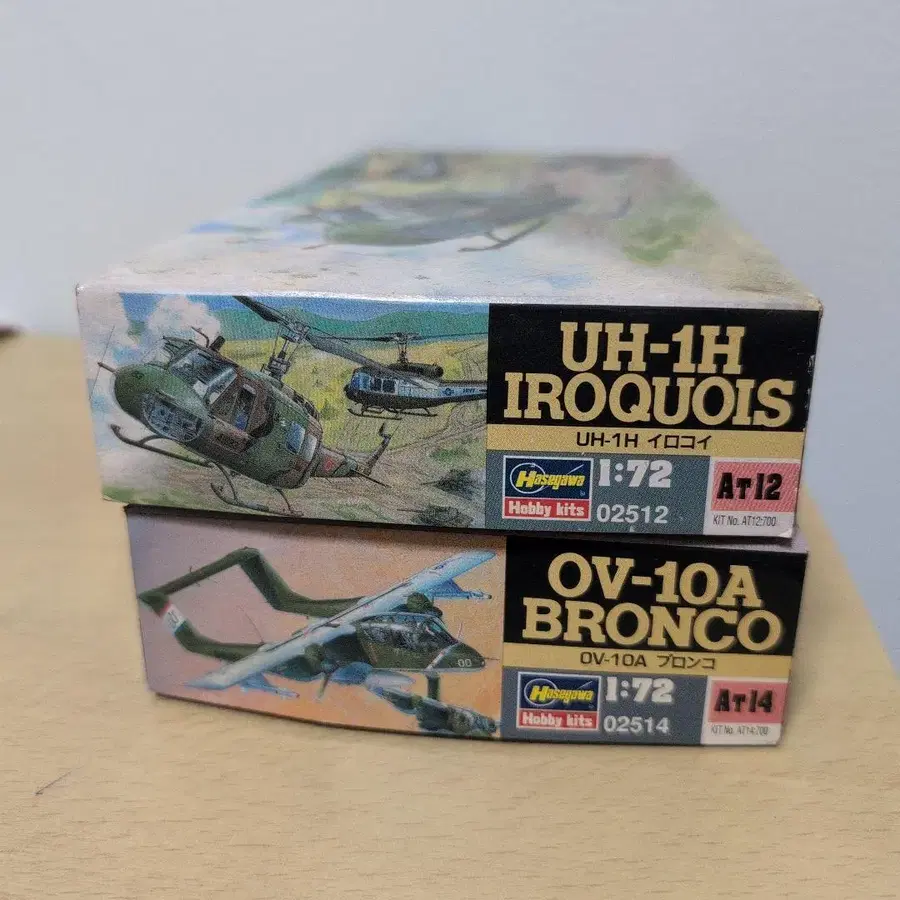 UH-1H
IROQUOIS
UH-1H イロコイ
Hasegawa
Hobby kits
1:72
02512
AT12
KIT No. AT12:700
ARMY
OV-10A
BRONCO
OV-10A ブロンコ
Hasegawa
Hobby kits
1:72
02514
AT14
KIT No. AT14:700
00